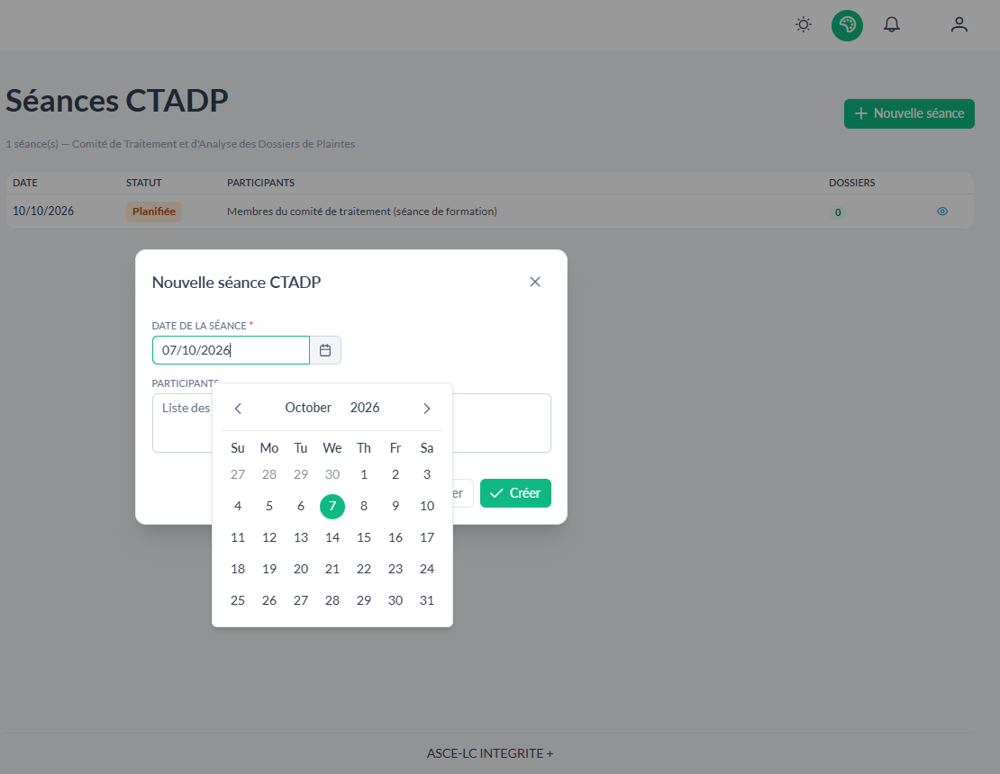 Séances CTADP
Nouvelle séance
1 séance(s) — Comité de Traitement et d'Analyse des Dossiers de Plaintes
DATE STATUT PARTICIPANTS DOSSIERS
10/10/2026 Planifiée Membres du comité de traitement (séance de formation) 0
Nouvelle séance CTADP
DATE DE LA SÉANCE *
07/10/2026
PARTICIPANTS
Liste des
October 2026
Su Mo Tu We Th Fr Sa
27 28 29 30 1 2 3
4 5 6 7 8 9 10
11 12 13 14 15 16 17
18 19 20 21 22 23 24
25 26 27 28 29 30 31
er Créer
ASCE-LC INTEGRITE +